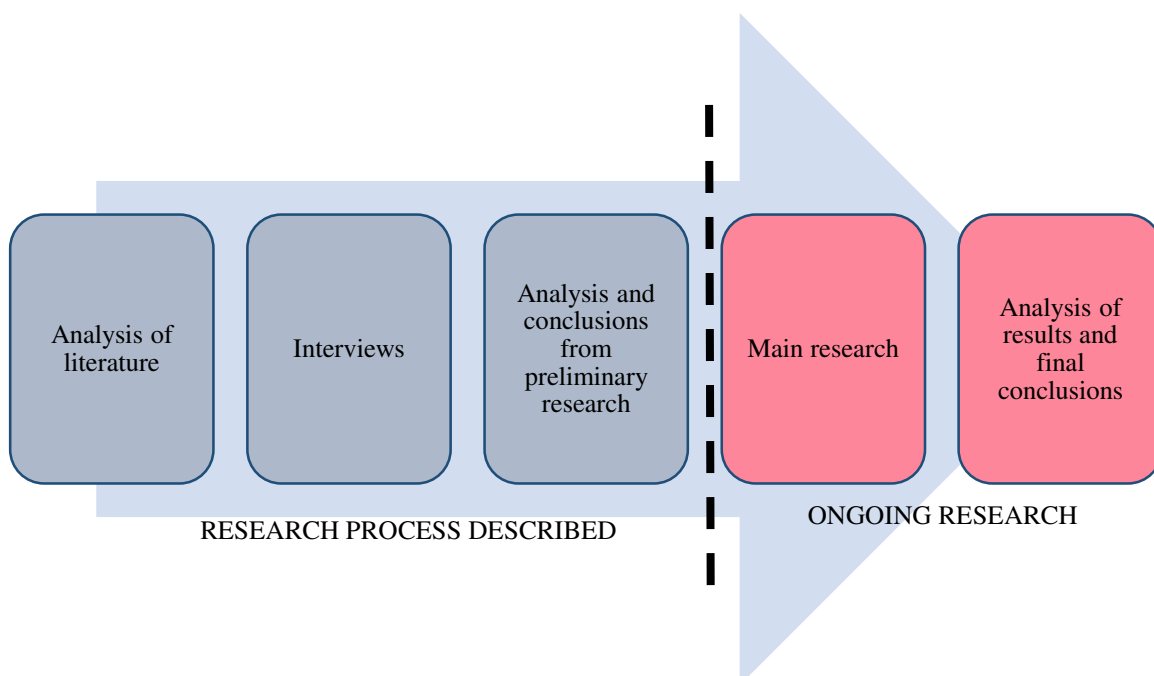 Analysis of
literature
Interviews
Analysis and
conclusions
from
preliminary
research
Main research
Analysis of
results and
final
conclusions
RESEARCH PROCESS DESCRIBED
ONGOING RESEARCH